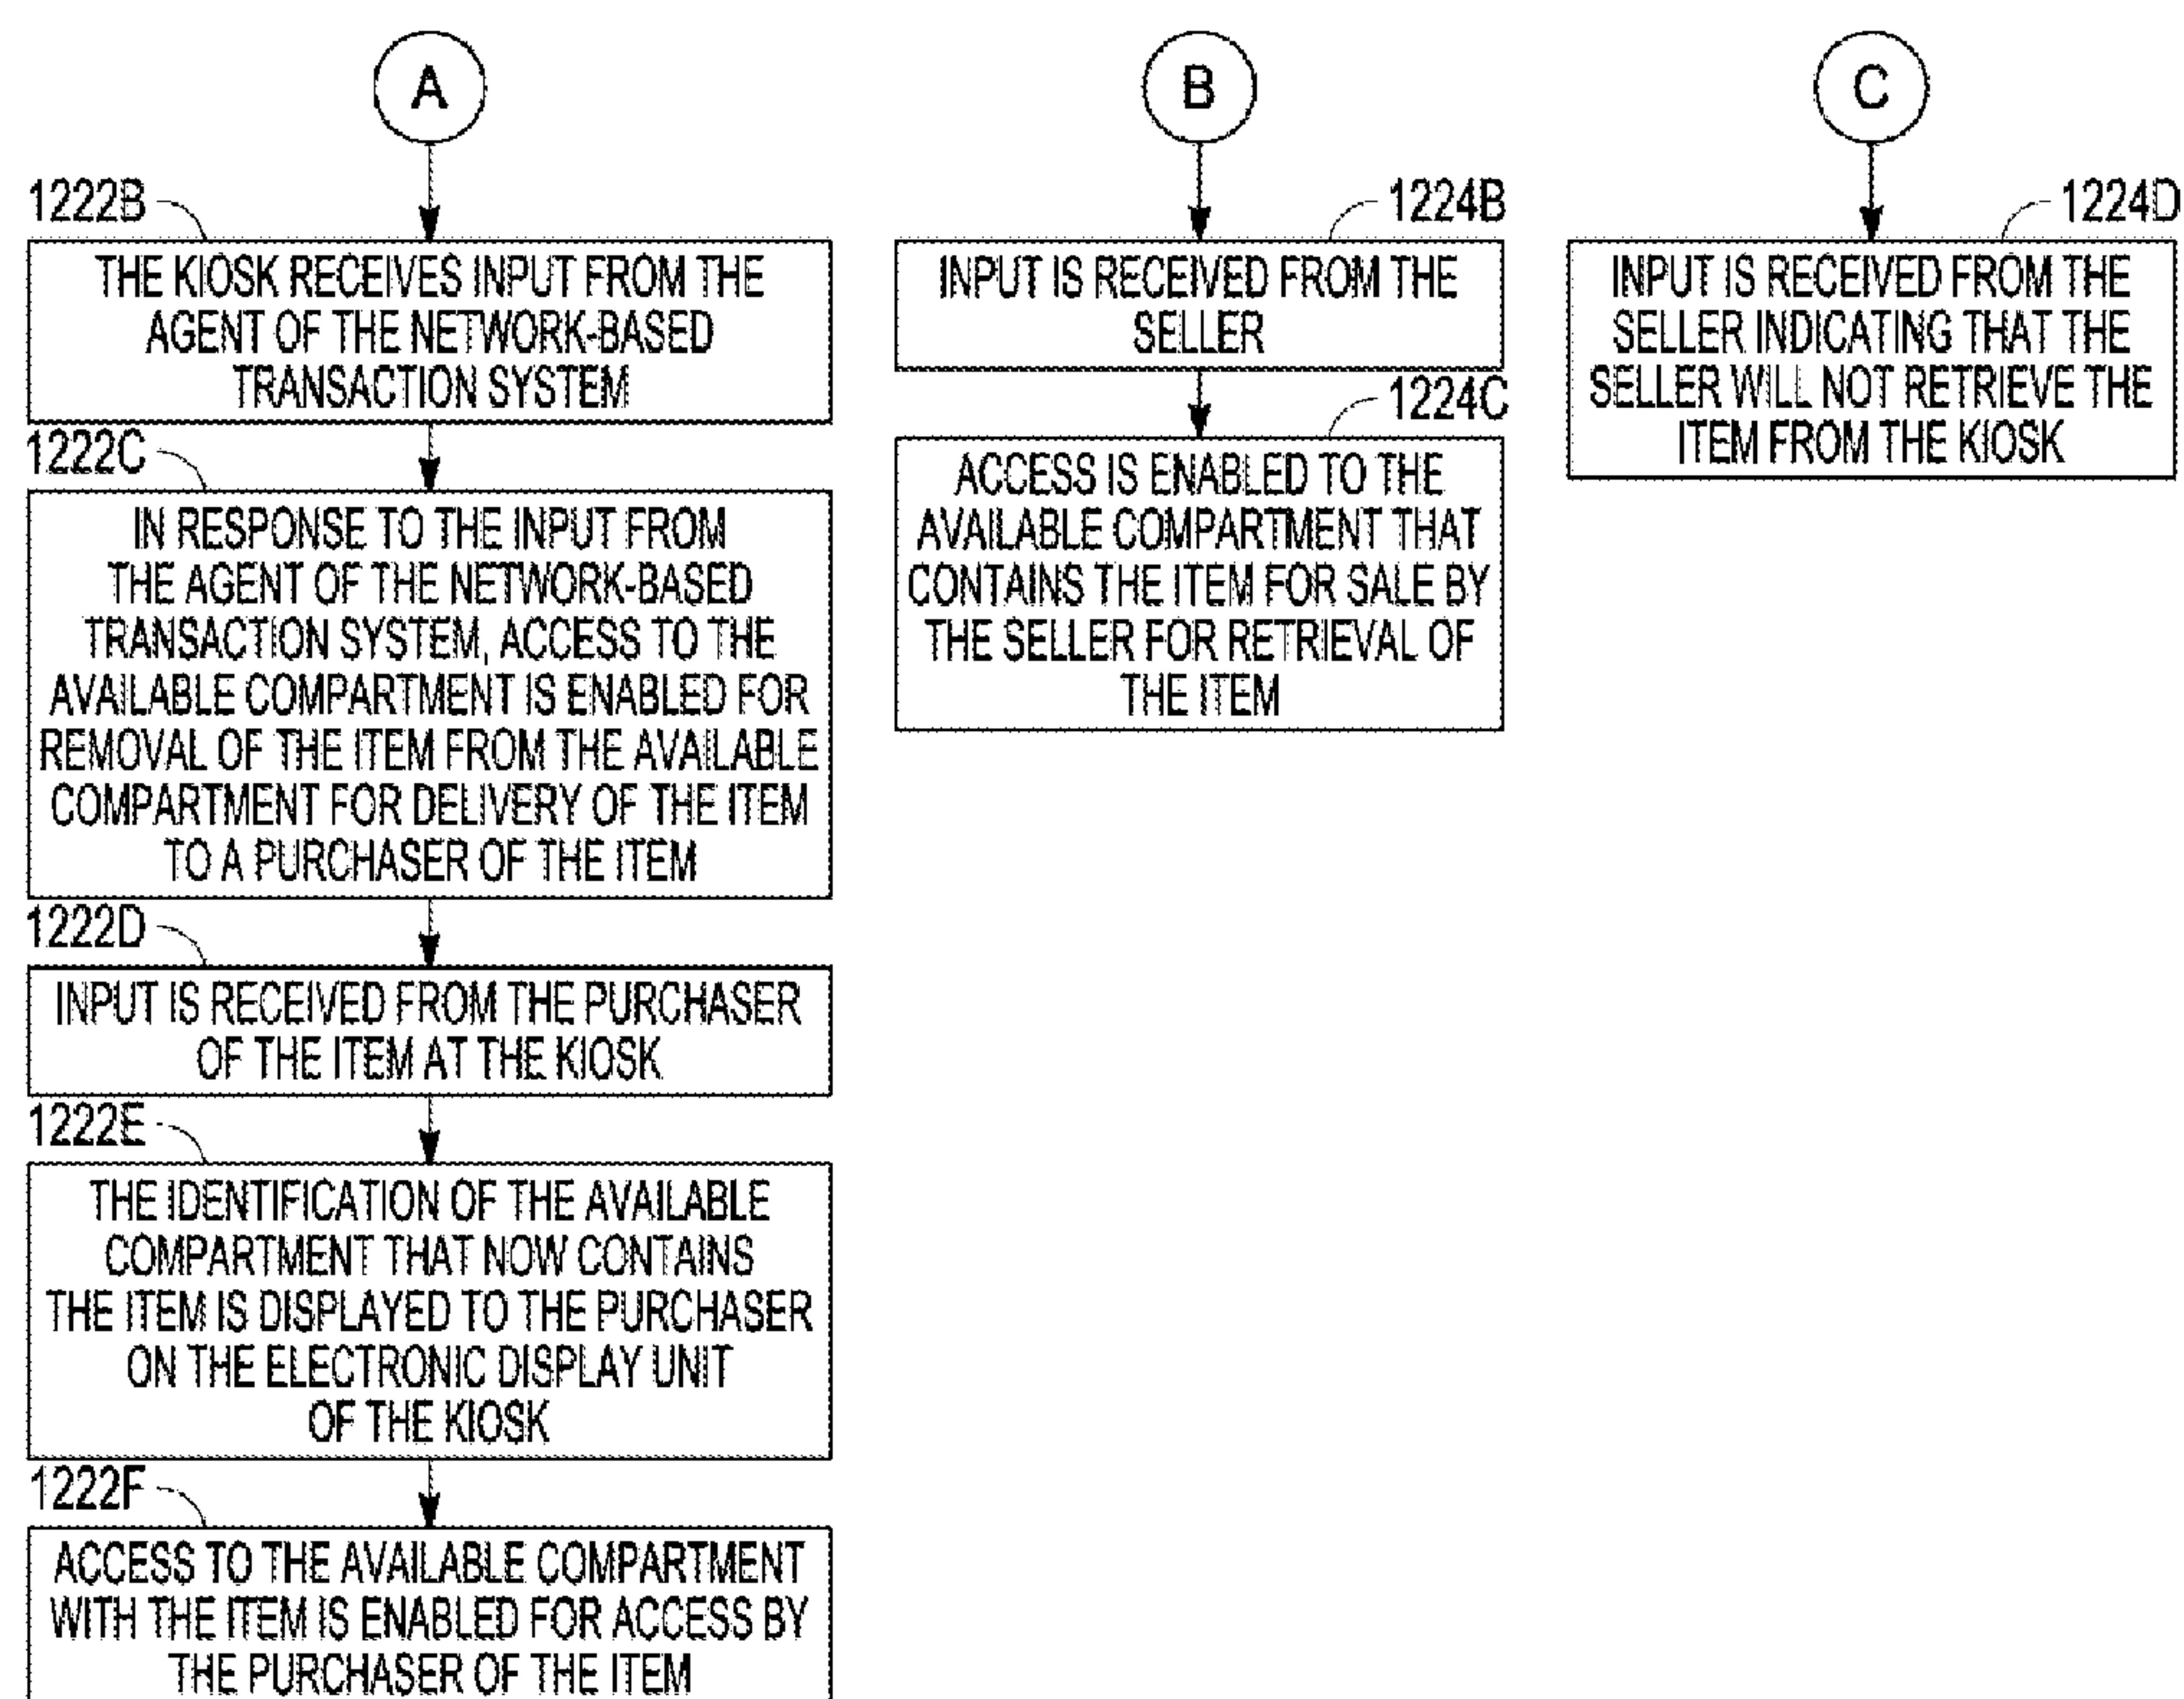 A
1222B
THE KIOSK RECEIVES INPUT FROM THE
AGENT OF THE NETWORK-BASED
TRANSACTION SYSTEM
1222C
IN RESPONSE TO THE INPUT FROM
THE AGENT OF THE NETWORK-BASED
TRANSACTION SYSTEM, ACCESS TO THE
AVAILABLE COMPARTMENT IS ENABLED FOR
REMOVAL OF THE ITEM FROM THE AVAILABLE
COMPARTMENT FOR DELIVERY OF THE ITEM
TO A PURCHASER OF THE ITEM
1222D
INPUT IS RECEIVED FROM THE PURCHASER
OF THE ITEM AT THE KIOSK
1222E
THE IDENTIFICATION OF THE AVAILABLE
COMPARTMENT THAT NOW CONTAINS
THE ITEM IS DISPLAYED TO THE PURCHASER
ON THE ELECTRONIC DISPLAY UNIT
OF THE KIOSK
1222F
ACCESS TO THE AVAILABLE COMPARTMENT
WITH THE ITEM IS ENABLED FOR ACCESS BY
THE PURCHASER OF THE ITEM
B
1224B
INPUT IS RECEIVED FROM THE
SELLER
1224C
ACCESS IS ENABLED TO THE
AVAILABLE COMPARTMENT THAT
CONTAINS THE ITEM FOR SALE BY
THE SELLER FOR RETRIEVAL OF
THE ITEM
C
1224D
INPUT IS RECEIVED FROM THE
SELLER INDICATING THAT THE
SELLER WILL NOT RETRIEVE THE
ITEM FROM THE KIOSK